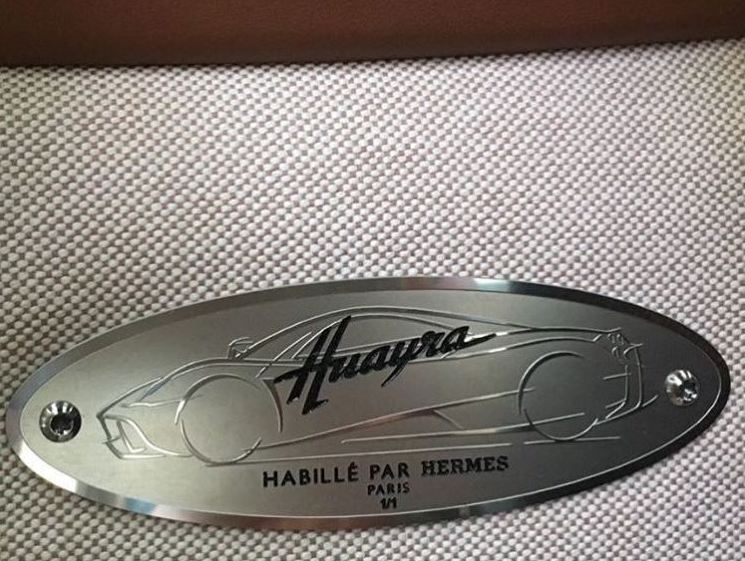 Huayra
HABILLÉ PAR HERMES
PARIS
1/1